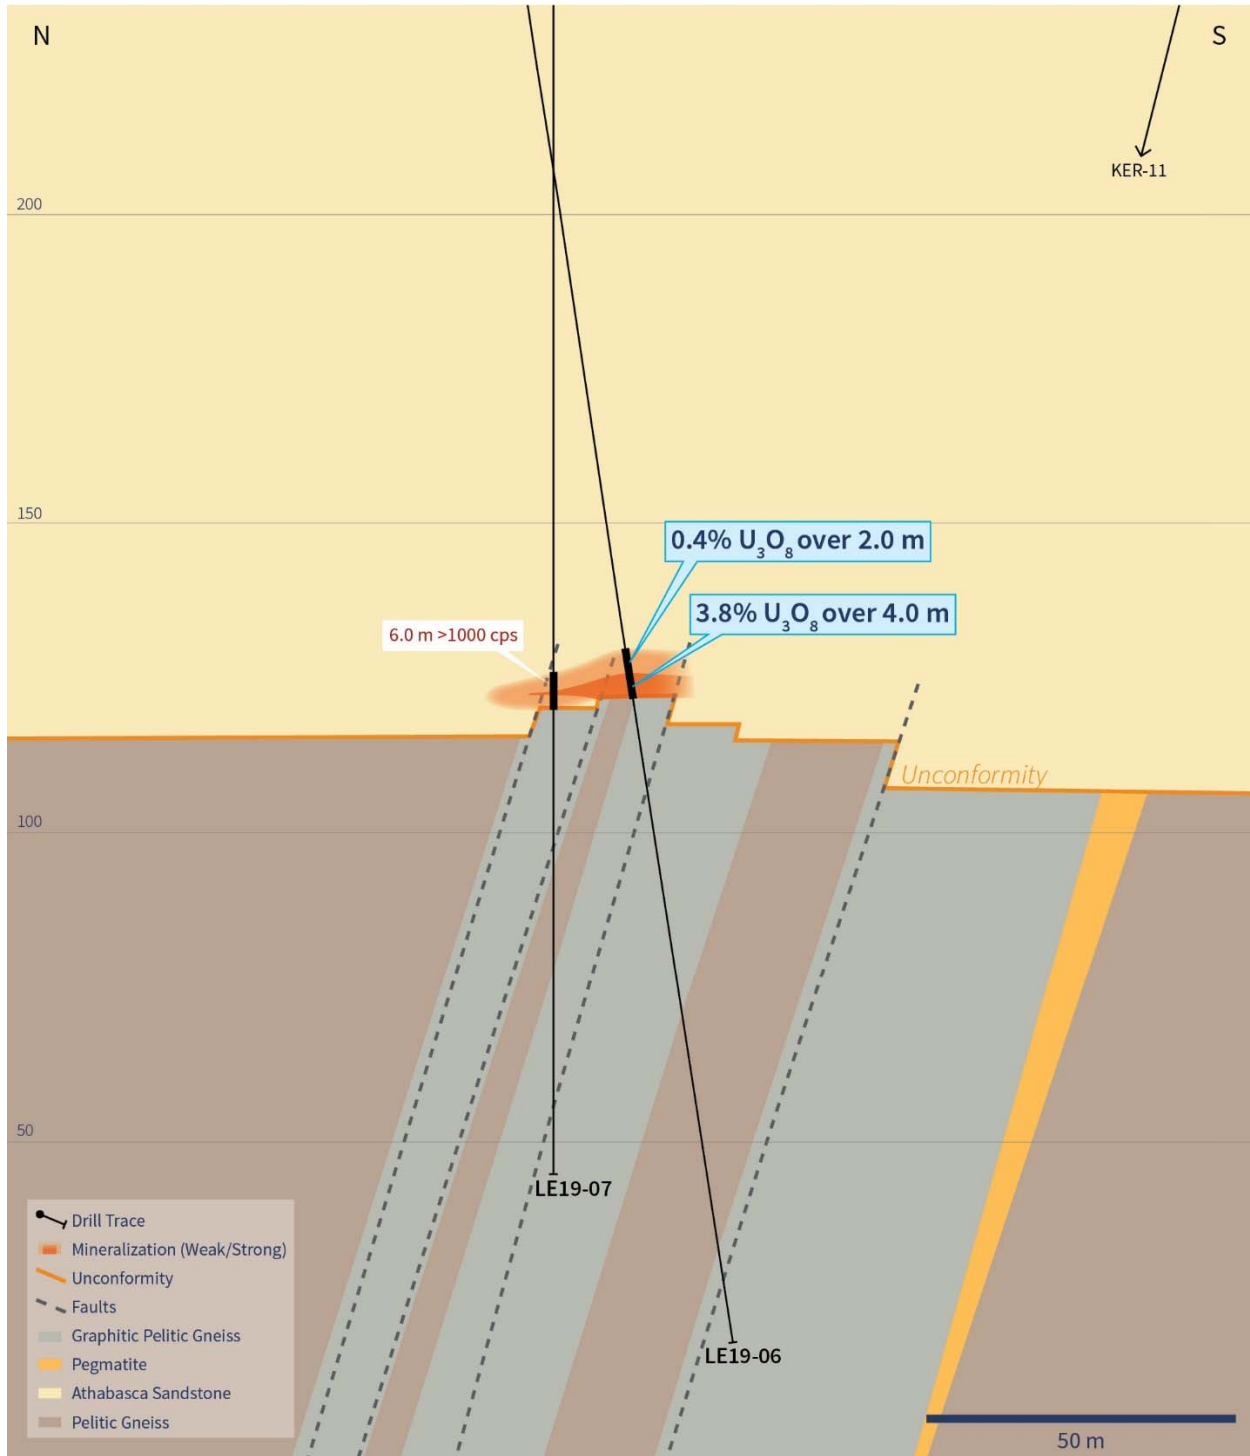 N
S
KER-11
200
150
0.4% U₃O₈ over 2.0 m
3.8% U₃O₈ over 4.0 m
6.0 m >1000 cps
Unconformity
100
50
LE19-07
LE19-06
Drill Trace
Mineralization (Weak/Strong)
Unconformity
Faults
Graphitic Pelitic Gneiss
Pegmatite
Athabasca Sandstone
Pelitic Gneiss
50 m